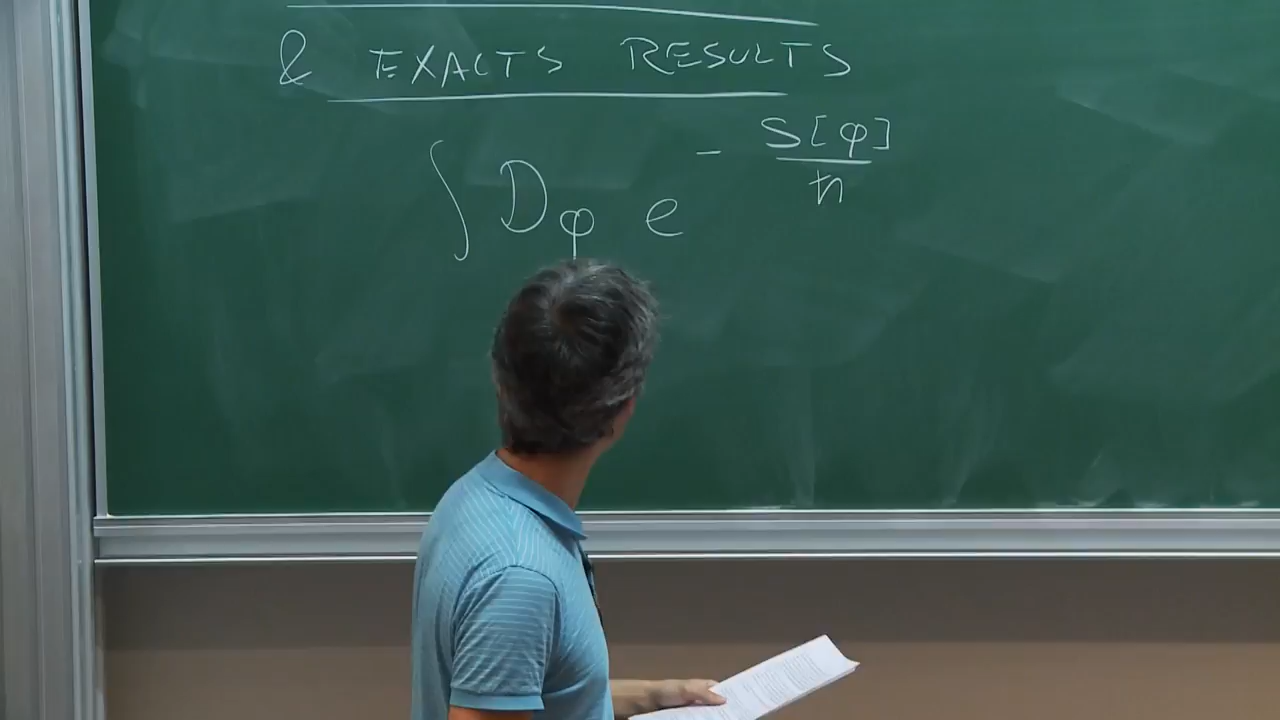 & EXACTS RESULTS
∫ Dφ e^{- S[φ]/ħ}